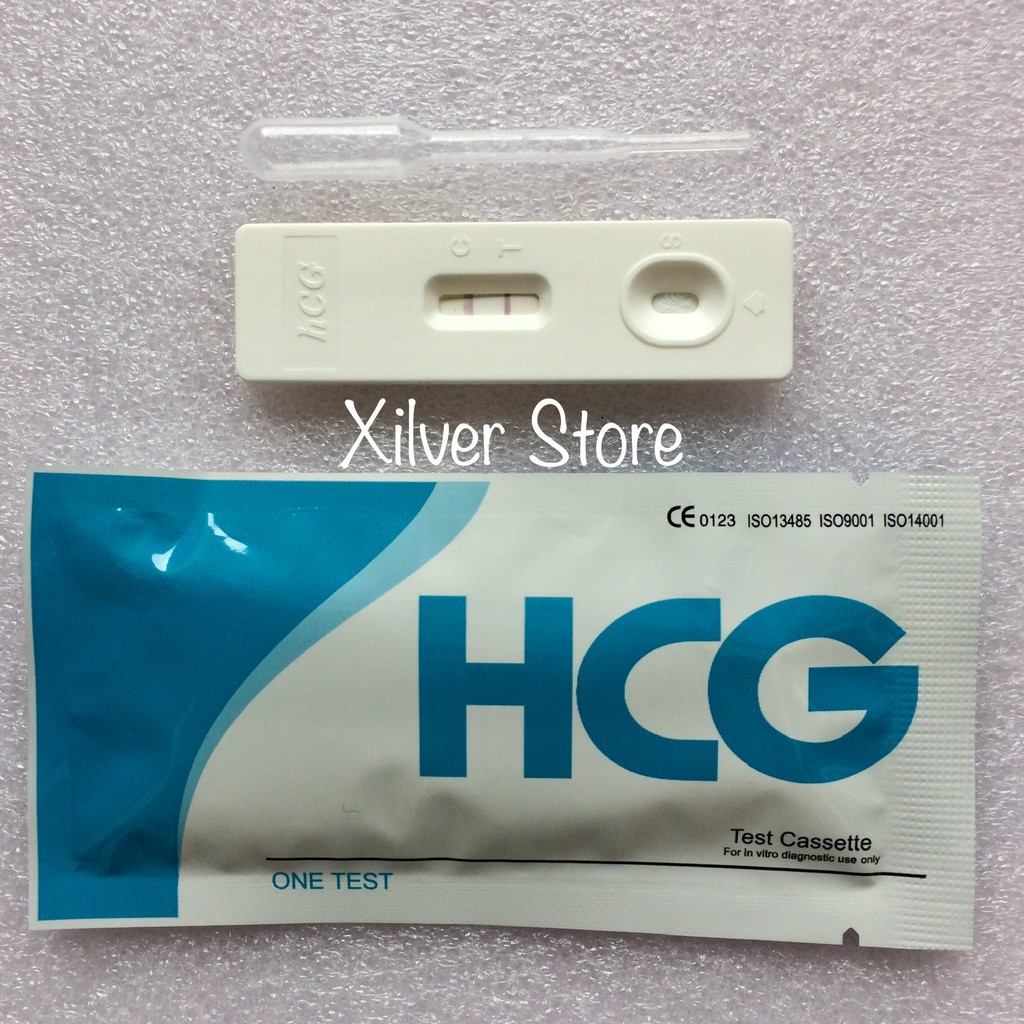 C T S
hCG
Xilver Store
CE 0123 ISO13485 ISO9001 ISO14001
HCG
Test Cassette
For in vitro diagnostic use only
ONE TEST